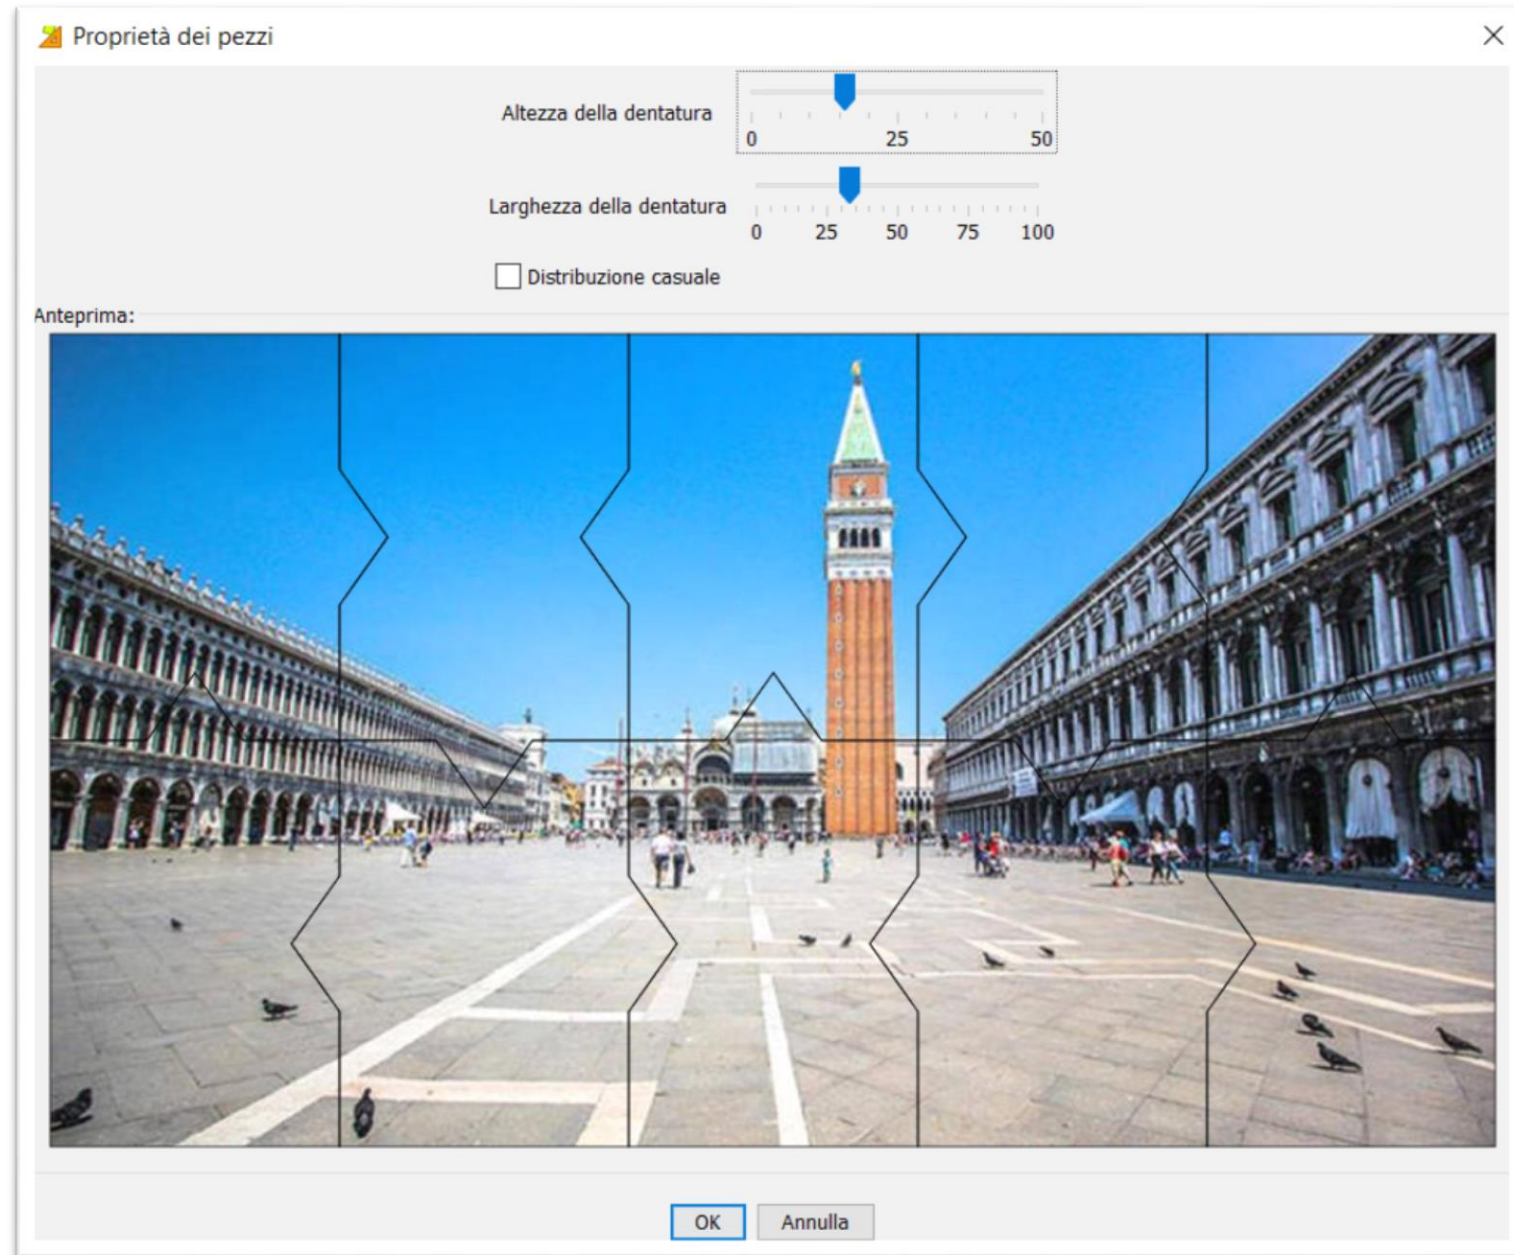 Proprietà dei pezzi
Altezza della dentatura
0 25 50
Larghezza della dentatura
0 25 50 75 100
Distribuzione casuale
Anteprima:
OK Annulla